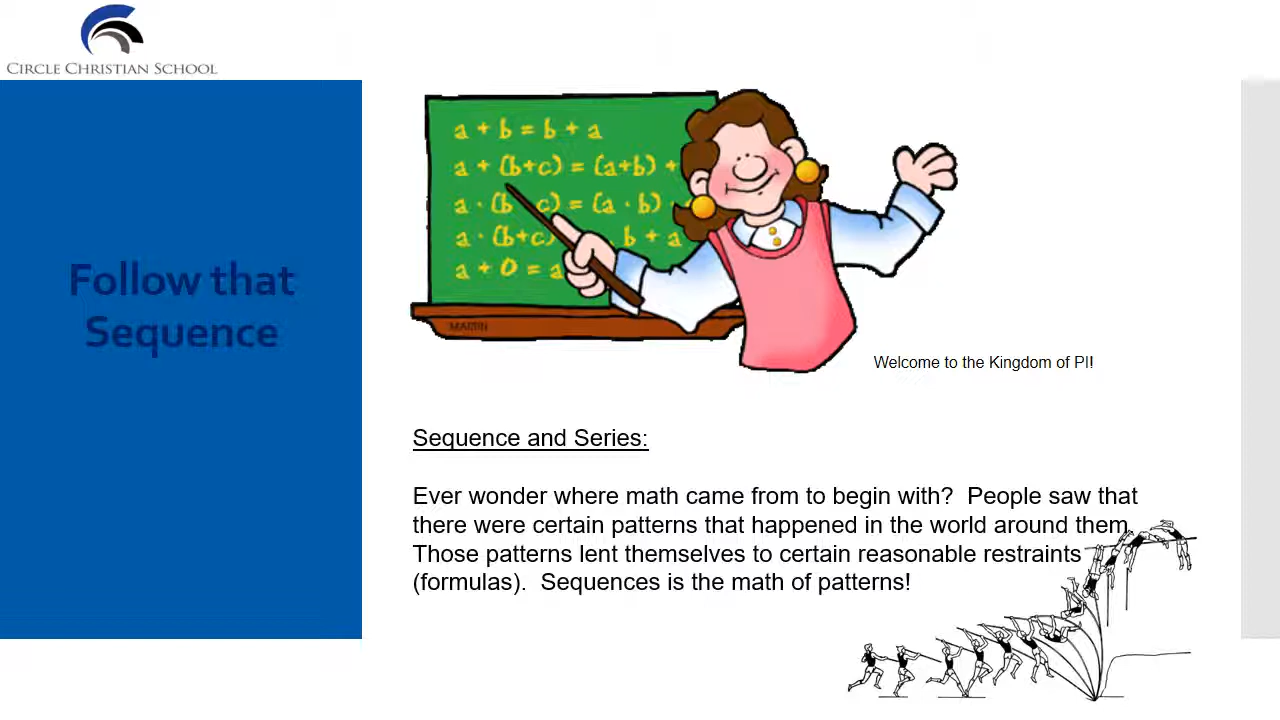 CIRCLE CHRISTIAN SCHOOL
Follow that
Sequence
a + b = b + a
a + (b+c) = (a+b) +
a · (b c) = (a · b) ·
a · (b+c) b + a
a + 0 = a
MARTIN
Welcome to the Kingdom of PI!
Sequence and Series:
Ever wonder where math came from to begin with? People saw that
there were certain patterns that happened in the world around them.
Those patterns lent themselves to certain reasonable restraints
(formulas). Sequences is the math of patterns!